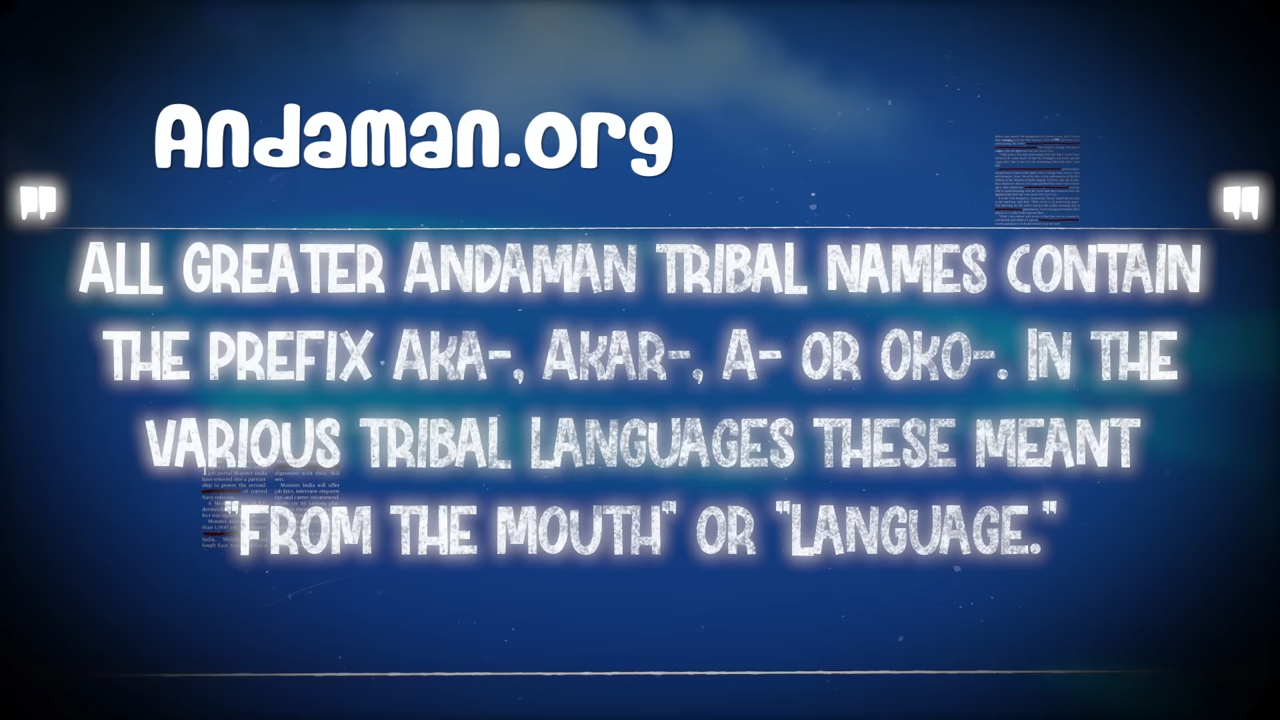 Andaman.org
"
"
ALL GREATER ANDAMAN TRIBAL NAMES CONTAIN
THE PREFIX AKA-, AKAR-, A- OR OKO-. IN THE
VARIOUS TRIBAL LANGUAGES THESE MEANT
"FROM THE MOUTH" OR "LANGUAGE."